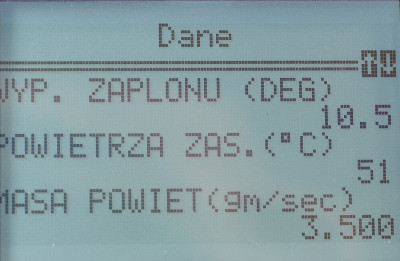 Dane
WYP. ZAPLONU (DEG)
10.5
POWIETRZA ZAS.(°C)
51
MASA POWIET(gm/sec)
3.500